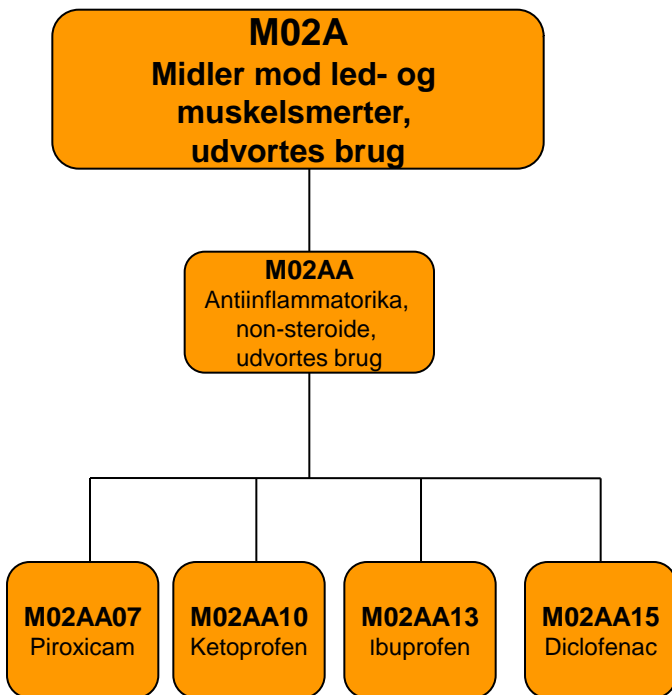 M02A
Midler mod led- og
muskelsmerter,
udvortes brug
M02AA
Antiinflammatorika,
non-steroide,
udvortes brug
M02AA07
Piroxicam
M02AA10
Ketoprofen
M02AA13
Ibuprofen
M02AA15
Diclofenac